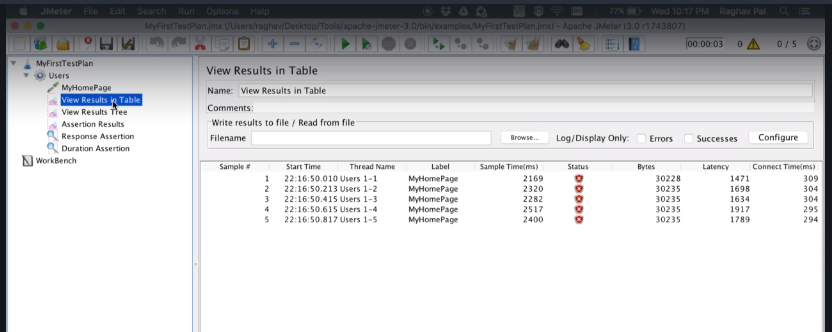 JMeter File Edit Search Run Options Help 77% Wed 10:17 PM Raghav Pal
MyFirstTestPlan.jmx (/Users/raghav/Desktop/Tools/apache-jmeter-3.0/bin/examples/MyFirstTestPlan.jmx) - Apache JMeter (3.0 r1743807)
00:00:03 0 0 / 5
MyFirstTestPlan
Users
MyHomePage
View Results in Table
View Results Tree
Assertion Results
Response Assertion
Duration Assertion
WorkBench
View Results in Table
Name: View Results in Table
Comments:
Write results to file / Read from file
Filename Browse... Log/Display Only: Errors Successes Configure
Sample # Start Time Thread Name Label Sample Time(ms) Status Bytes Latency Connect Time(ms)
1 22:16:50.010 Users 1-1 MyHomePage 2169 30228 1471 309
2 22:16:50.213 Users 1-2 MyHomePage 2320 30235 1698 304
3 22:16:50.415 Users 1-3 MyHomePage 2282 30235 1634 304
4 22:16:50.615 Users 1-4 MyHomePage 2517 30235 1917 295
5 22:16:50.817 Users 1-5 MyHomePage 2400 30235 1789 294